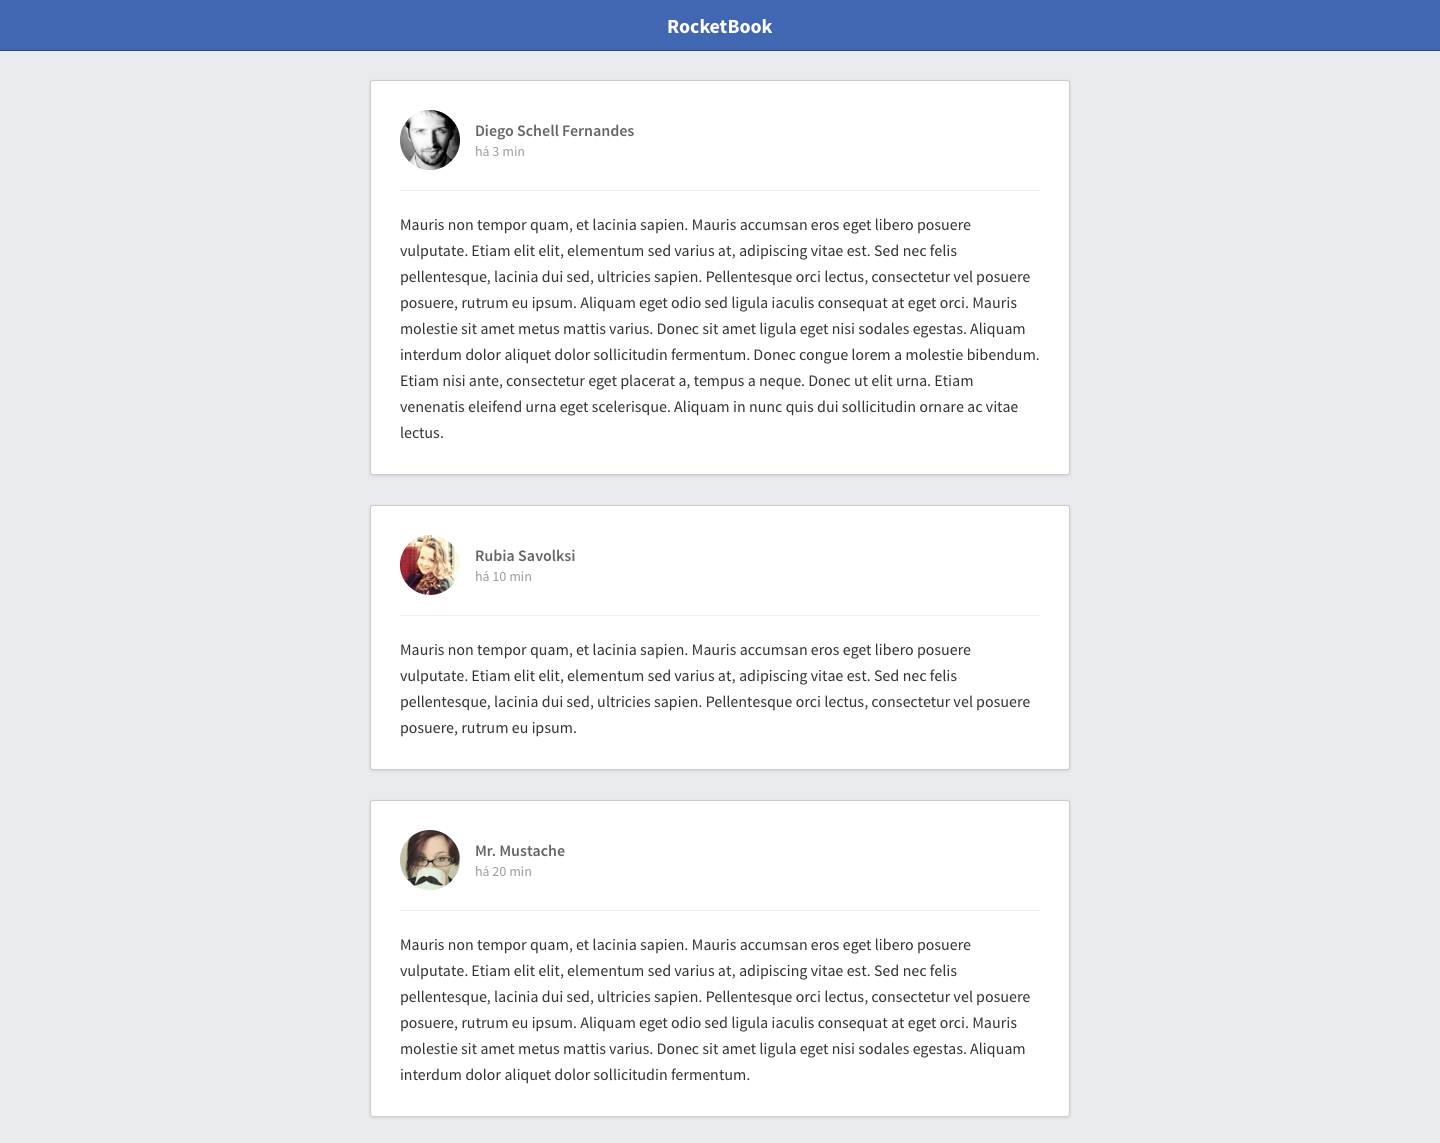 RocketBook
Diego Schell Fernandes
há 3 min
Mauris non tempor quam, et lacinia sapien. Mauris accumsan eros eget libero posuere
vulputate. Etiam elit elit, elementum sed varius at, adipiscing vitae est. Sed nec felis
pellentesque, lacinia dui sed, ultricies sapien. Pellentesque orci lectus, consectetur vel posuere
posuere, rutrum eu ipsum. Aliquam eget odio sed ligula iaculis consequat at eget orci. Mauris
molestie sit amet metus mattis varius. Donec sit amet ligula eget nisi sodales egestas. Aliquam
interdum dolor aliquet dolor sollicitudin fermentum. Donec congue lorem a molestie bibendum.
Etiam nisi ante, consectetur eget placerat a, tempus a neque. Donec ut elit urna. Etiam
venenatis eleifend urna eget scelerisque. Aliquam in nunc quis dui sollicitudin ornare ac vitae
lectus.
Rubia Savolksi
há 10 min
Mauris non tempor quam, et lacinia sapien. Mauris accumsan eros eget libero posuere
vulputate. Etiam elit elit, elementum sed varius at, adipiscing vitae est. Sed nec felis
pellentesque, lacinia dui sed, ultricies sapien. Pellentesque orci lectus, consectetur vel posuere
posuere, rutrum eu ipsum.
Mr. Mustache
há 20 min
Mauris non tempor quam, et lacinia sapien. Mauris accumsan eros eget libero posuere
vulputate. Etiam elit elit, elementum sed varius at, adipiscing vitae est. Sed nec felis
pellentesque, lacinia dui sed, ultricies sapien. Pellentesque orci lectus, consectetur vel posuere
posuere, rutrum eu ipsum. Aliquam eget odio sed ligula iaculis consequat at eget orci. Mauris
molestie sit amet metus mattis varius. Donec sit amet ligula eget nisi sodales egestas. Aliquam
interdum dolor aliquet dolor sollicitudin fermentum.